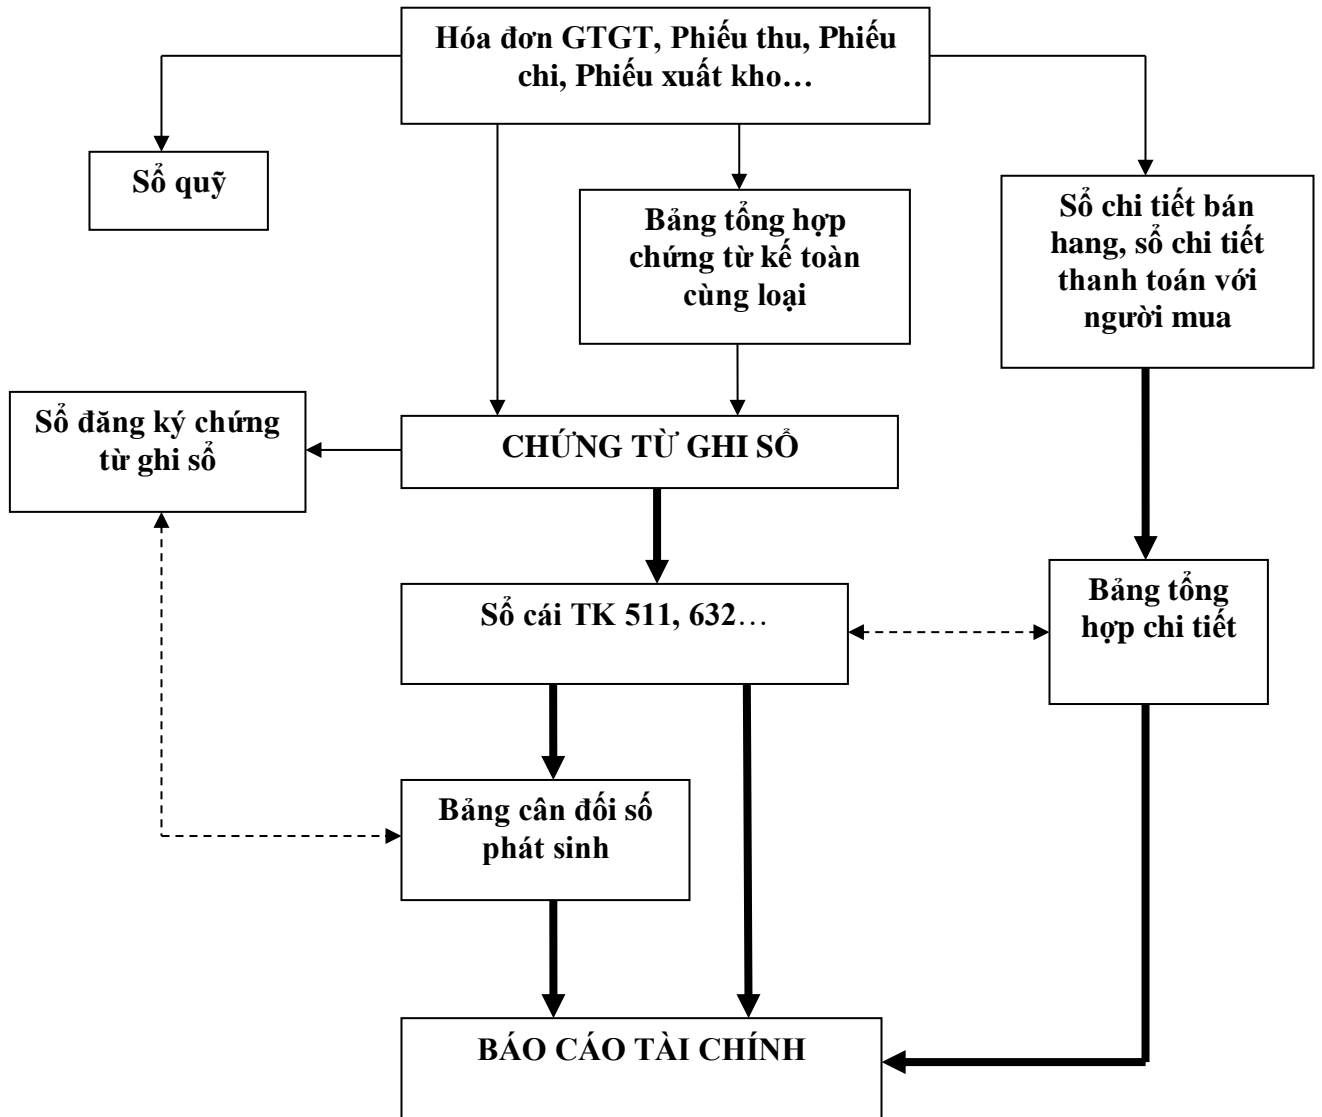 Hóa đơn GTGT, Phiếu thu, Phiếu
chi, Phiếu xuất kho…
Sổ quỹ
Bảng tổng hợp
chứng từ kế toàn
cùng loại
Sổ chi tiết bán
hang, sổ chi tiết
thanh toán với
người mua
Sổ đăng ký chứng
từ ghi sổ
CHỨNG TỪ GHI SỔ
Sổ cái TK 511, 632…
Bảng tổng
hợp chi tiết
Bảng cân đối số
phát sinh
BÁO CÁO TÀI CHÍNH